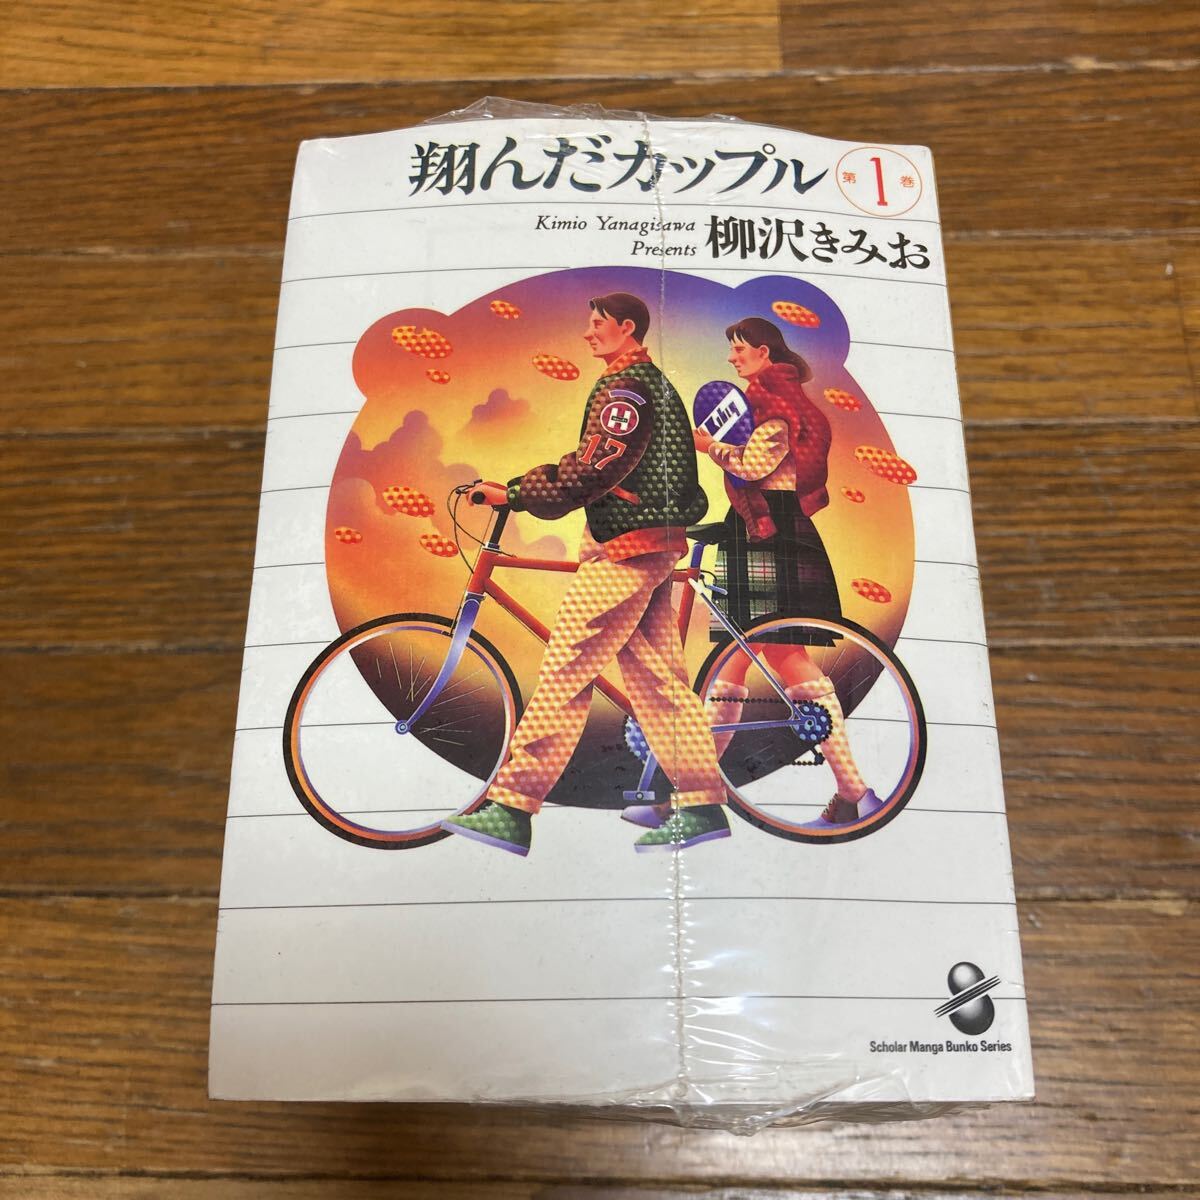 翔んだカップル
第1巻
Kimio Yanagisawa
Presents
柳沢きみお
H
17
Scholar Manga Bunko Series